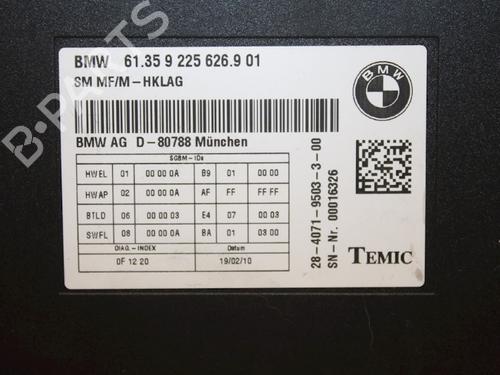 BMW 61.35 9 225 626.9 01
SM MF/M-HKLAG
BMW
BMW AG D-80788 München
SGBM-IDs
HWEL 01 00 00 0A B9 01 00 00
HWAP 02 00 00 0A AF FF FF FF
BTLD 06 00 00 03 E4 07 00 03
SWFL 08 00 00 0A BA 01 03 00
DIAG.-INDEX Datum
0F 12 20 19/02/10
28-4071-9503-3-00
SN-Nr. 00016326
TEMIC
B-PARTS